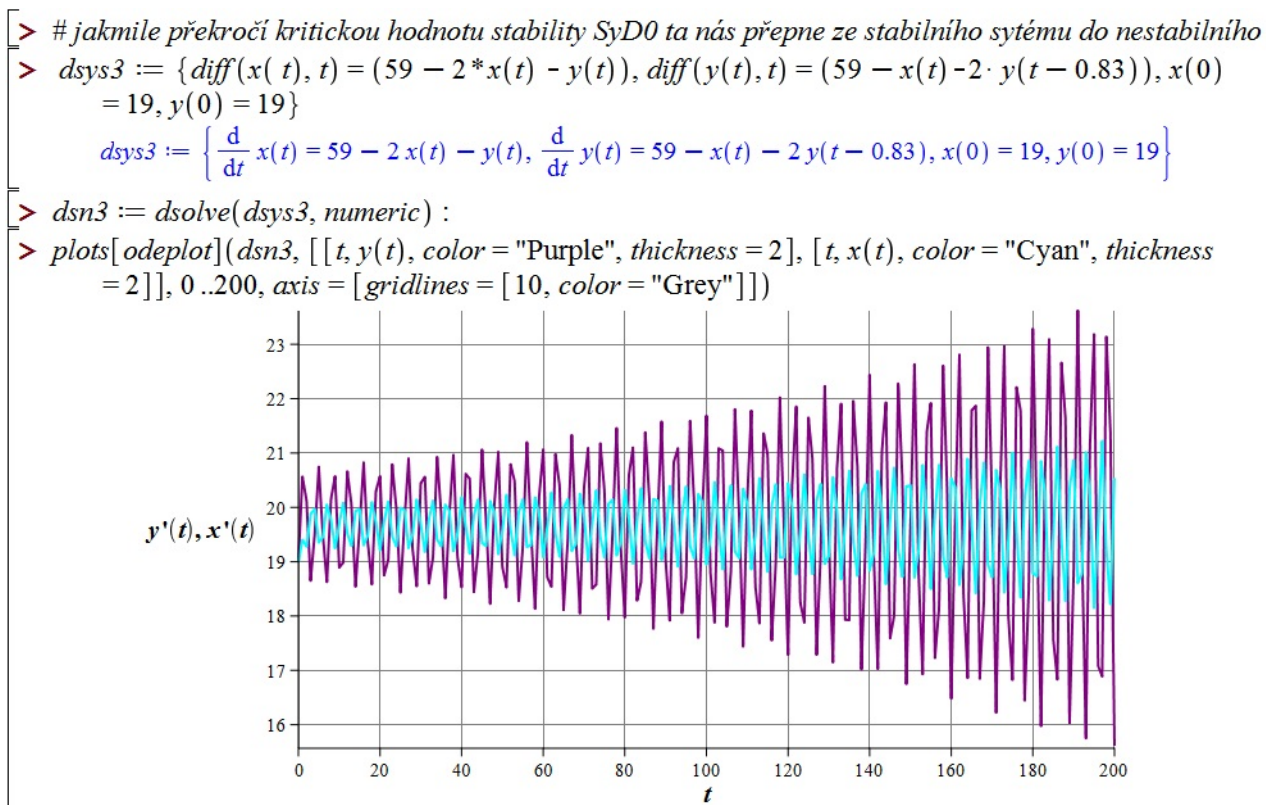 > # jakmile překročí kritickou hodnotu stability SyD0 ta nás přepne ze stabilního sytému do nestabilního
> dsys3 := {diff(x( t), t) = (59 − 2*x(t) - y(t)), diff(y(t), t) = (59 − x(t) -2· y(t − 0.83)), x(0)
= 19, y(0) = 19}
dsys3 := { d/dt x(t) = 59 − 2 x(t) − y(t), d/dt y(t) = 59 − x(t) − 2 y(t − 0.83), x(0) = 19, y(0) = 19}
> dsn3 := dsolve(dsys3, numeric) :
> plots[odeplot](dsn3, [[t, y(t), color = "Purple", thickness = 2], [t, x(t), color = "Cyan", thickness
= 2]], 0 ..200, axis = [gridlines = [10, color = "Grey"]])
23
22
21
20
y'(t), x'(t)
19
18
17
16
0 20 40 60 80 100 120 140 160 180 200
t